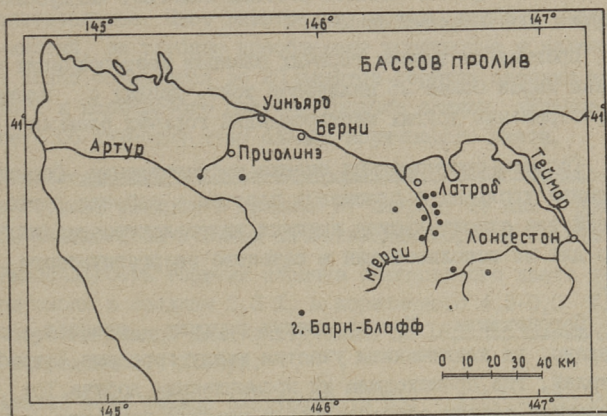 145° 146° 147°
БАССОВ ПРОЛИВ
41° 41°
Уинъярд
Берни
Артур
Приолинэ
Латроб
Теймар
Лонсестон
Мерси
г. Барн-Блафф
0 10 20 30 40 км
145° 146° 147°